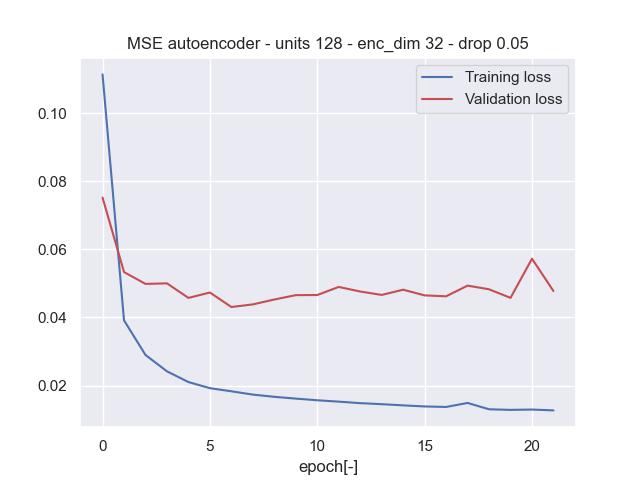 MSE autoencoder - units 128 - enc_dim 32 - drop 0.05
Training loss
Validation loss
0.10
0.08
0.06
0.04
0.02
0 5 10 15 20
epoch[-]